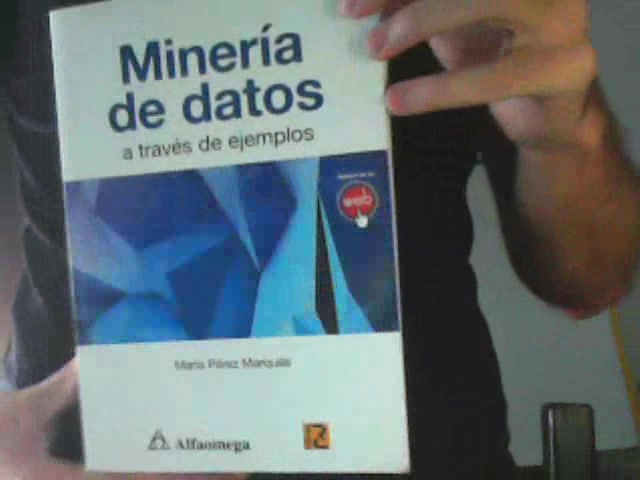 Minería
de datos
a través de ejemplos
web
María Pérez Marqués
Alfaomega